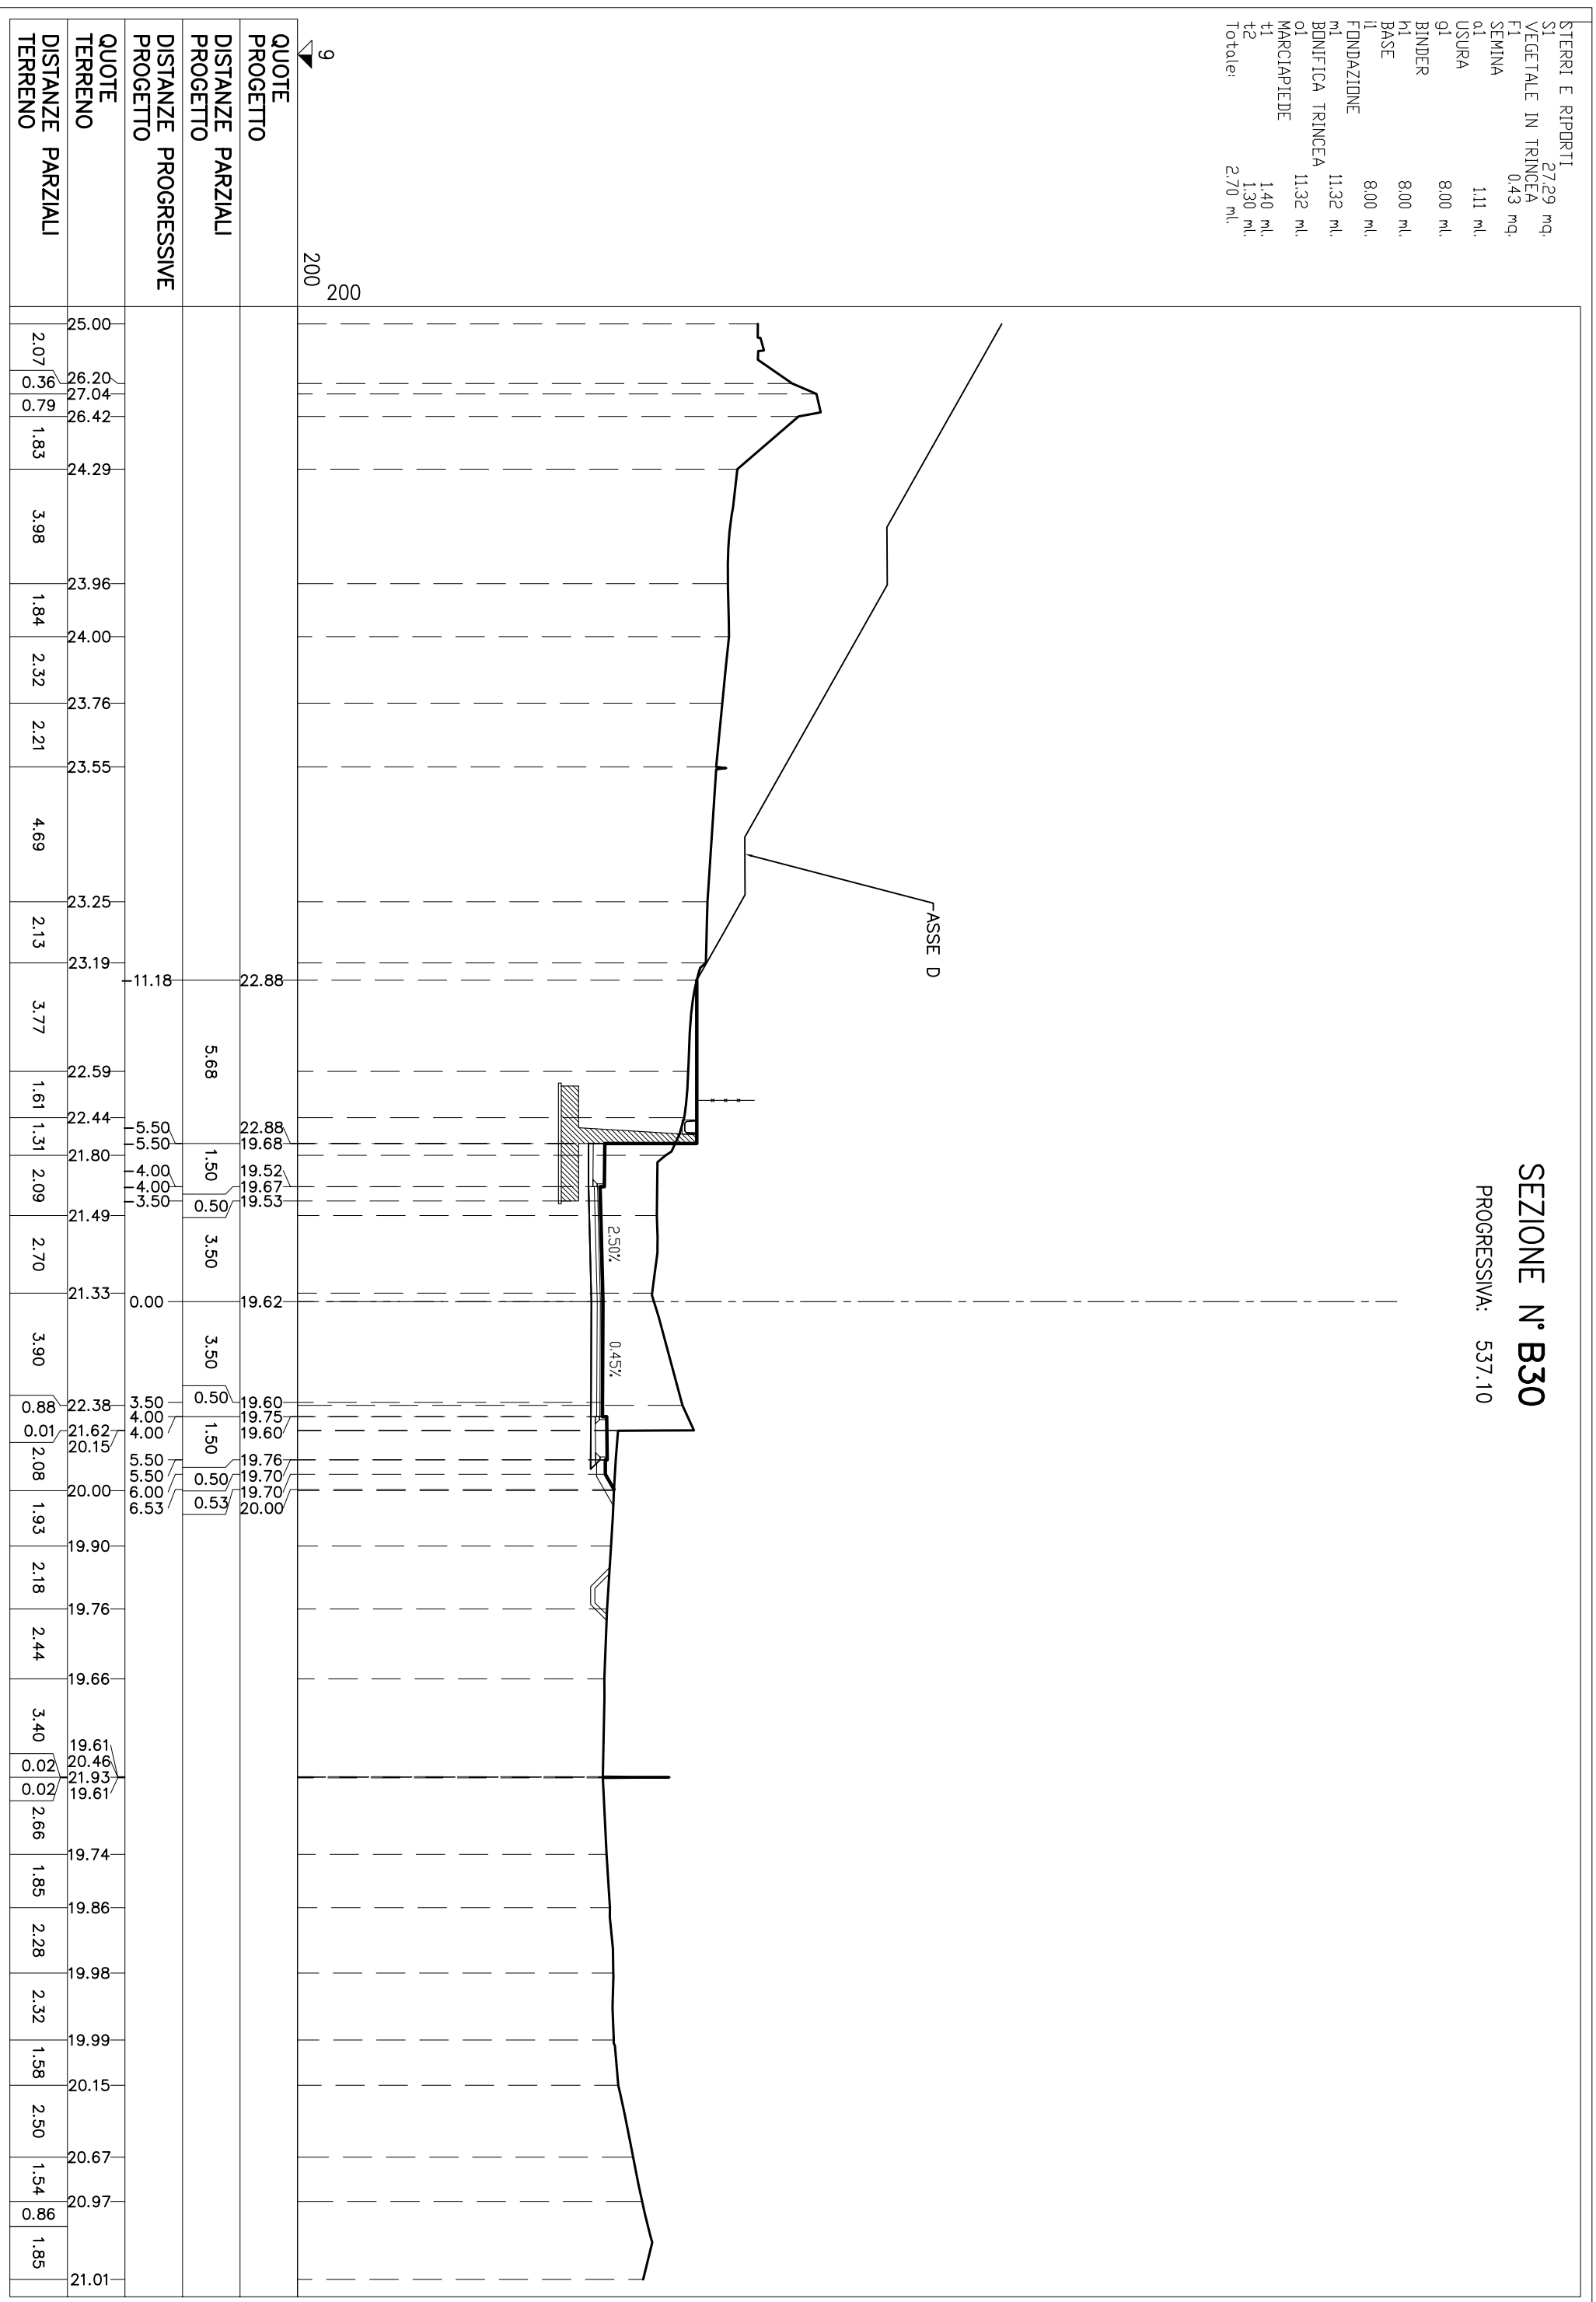 STERRI E RIPORTI
S1 27.29 mq.
VEGETALE IN TRINCEA
F1 0.43 mq.
SEMINA
a1 1.11 ml.
USURA
g1 8.00 ml.
BINDER
h1 8.00 ml.
BASE
i1 8.00 ml.
FONDAZIONE
m1 11.32 ml.
BONIFICA TRINCEA
o1 11.32 ml.
MARCIAPIEDE
t1 1.40 ml.
t2 1.30 ml.
Totale: 2.70 ml.
SEZIONE N° B30
PROGRESSIVA: 537.10
ASSE D
2.50% 0.45%
9
200
200
QUOTE PROGETTO
22.88 22.88 19.68 19.52 19.67 19.53 19.62 19.60 19.75 19.60 19.76 19.70 19.70 20.00
DISTANZE PARZIALI PROGETTO
5.68 1.50 0.50 3.50 3.50 0.50 1.50 0.50 0.53
DISTANZE PROGRESSIVE PROGETTO
-11.18 -5.50 -5.50 -4.00 -4.00 -3.50 0.00 3.50 4.00 4.00 5.50 5.50 6.00 6.53
QUOTE TERRENO
25.00 26.20 27.04 26.42 24.29 23.96 24.00 23.76 23.55 23.25 23.19 22.59 22.44 21.80 21.49 21.33 22.38 21.62 20.15 20.00 19.90 19.76 19.66 19.61 20.46 21.93 19.61 19.74 19.86 19.98 19.99 20.15 20.67 20.97 21.01
DISTANZE PARZIALI TERRENO
2.07 0.36 0.79 1.83 3.98 1.84 2.32 2.21 4.69 2.13 3.77 1.61 1.31 2.09 2.70 3.90 0.88 0.01 2.08 1.93 2.18 2.44 3.40 0.02 0.02 2.66 1.85 2.28 2.32 1.58 2.50 1.54 0.86 1.85